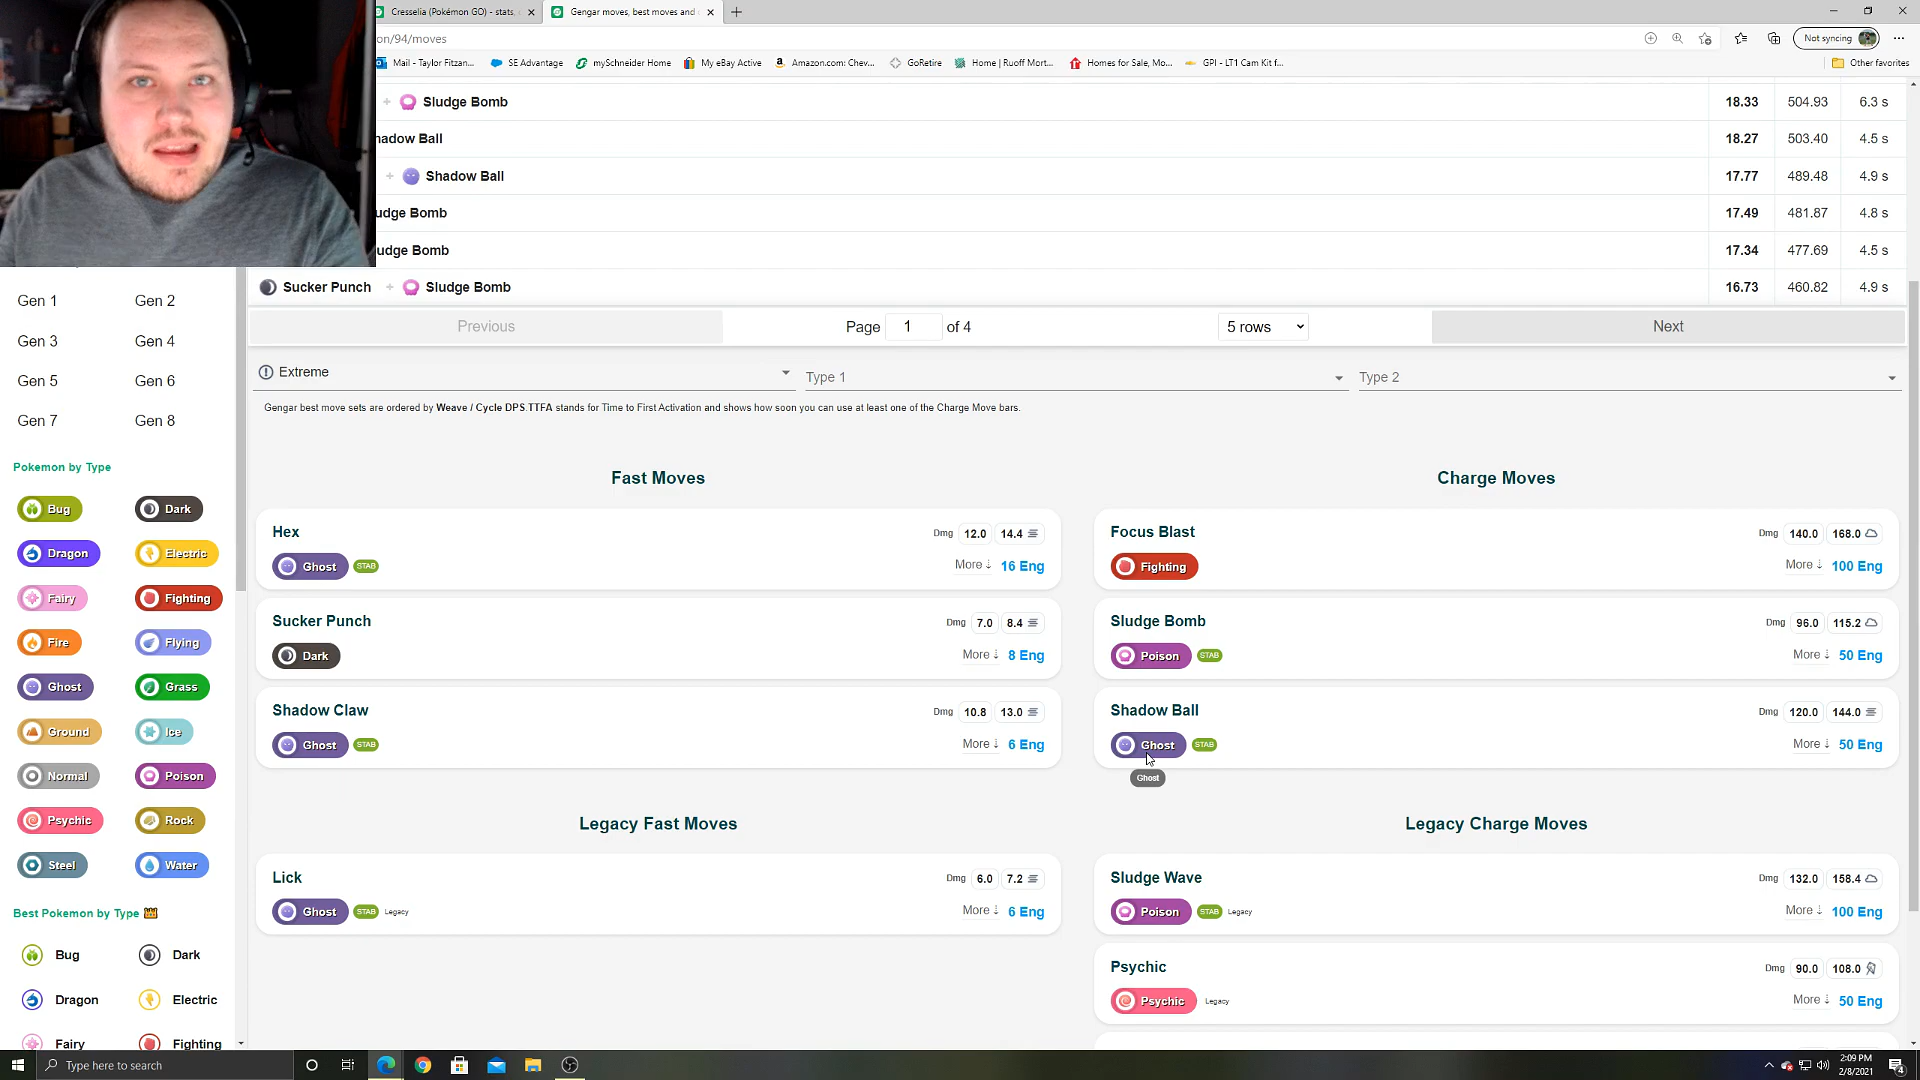 Cresselia (Pokémon GO) - stats,
Gengar moves, best moves and
on/94/moves
Not syncing
Mail - Taylor Fitzan...
SE Advantage
mySchneider Home
My eBay Active
Amazon.com: Chev...
GoRetire
Home | Ruoff Mort...
Homes for Sale, Mo...
GPI - LT1 Cam Kit f...
Other favorites
+ Sludge Bomb 18.33 504.93 6.3 s
hadow Ball 18.27 503.40 4.5 s
+ Shadow Ball 17.77 489.48 4.9 s
udge Bomb 17.49 481.87 4.8 s
udge Bomb 17.34 477.69 4.5 s
Sucker Punch + Sludge Bomb 16.73 460.82 4.9 s
Previous
Page 1 of 4
5 rows
Next
Extreme
Type 1
Type 2
Gengar best move sets are ordered by Weave / Cycle DPS.TTFA stands for Time to First Activation and shows how soon you can use at least one of the Charge Move bars.
Gen 1 Gen 2
Gen 3 Gen 4
Gen 5 Gen 6
Gen 7 Gen 8
Pokemon by Type
Bug Dark
Dragon Electric
Fairy Fighting
Fire Flying
Ghost Grass
Ground Ice
Normal Poison
Psychic Rock
Steel Water
Best Pokemon by Type
Bug Dark
Dragon Electric
Fairy Fighting
Fast Moves
Hex Dmg 12.0 14.4
Ghost STAB More 16 Eng
Sucker Punch Dmg 7.0 8.4
Dark More 8 Eng
Shadow Claw Dmg 10.8 13.0
Ghost STAB More 6 Eng
Legacy Fast Moves
Lick Dmg 6.0 7.2
Ghost STAB Legacy More 6 Eng
Charge Moves
Focus Blast Dmg 140.0 168.0
Fighting More 100 Eng
Sludge Bomb Dmg 96.0 115.2
Poison STAB More 50 Eng
Shadow Ball Dmg 120.0 144.0
Ghost STAB More 50 Eng
Ghost
Legacy Charge Moves
Sludge Wave Dmg 132.0 158.4
Poison STAB Legacy More 100 Eng
Psychic Dmg 90.0 108.0
Psychic Legacy More 50 Eng
Type here to search
2:09 PM
2/8/2021
4